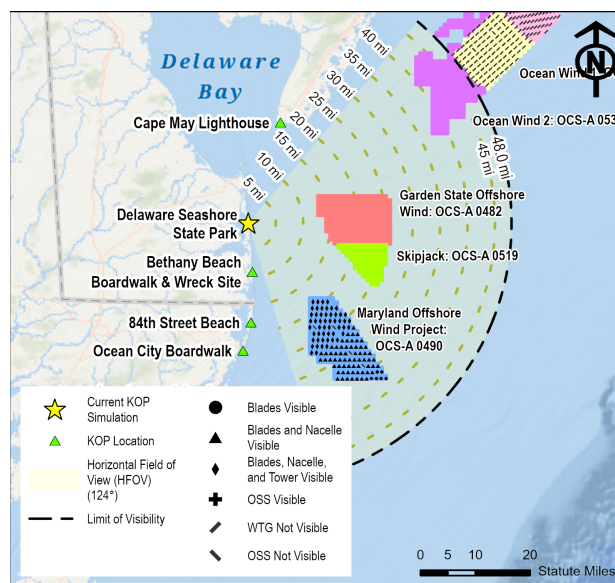 Delaware
Bay
40 mi
35 mi
30 mi
25 mi
20 mi
15 mi
10 mi
5 mi
N
Ocean Wind
Cape May Lighthouse
Ocean Wind 2: OCS-A 053
48.0 mi
45 mi
Delaware Seashore
State Park
Garden State Offshore
Wind: OCS-A 0482
Skipjack: OCS-A 0519
Bethany Beach
Boardwalk & Wreck Site
84th Street Beach
Ocean City Boardwalk
Maryland Offshore
Wind Project:
OCS-A 0490
Current KOP
Simulation
KOP Location
Horizontal Field of
View (HFOV)
(124°)
Limit of Visibility
Blades Visible
Blades and Nacelle
Visible
Blades, Nacelle,
and Tower Visible
OSS Visible
WTG Not Visible
OSS Not Visible
0 5 10 20
Statute Miles